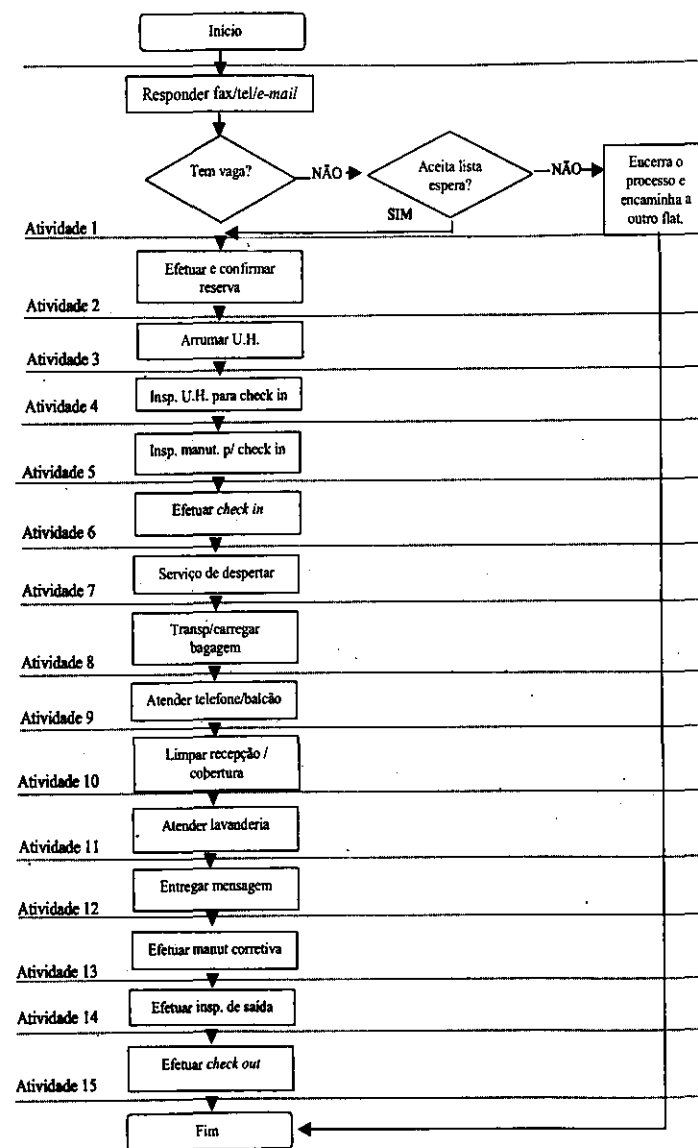 Início
Responder fax/tel/e-mail
Tem vaga?
NÃO
Aceita lista
espera?
NÃO
Encerra o
processo e
encaminha a
outro flat.
SIM
Atividade 1
Efetuar e confirmar
reserva
Atividade 2
Arrumar U.H.
Atividade 3
Insp. U.H. para check in
Atividade 4
Insp. manut. p/ check in
Atividade 5
Efetuar check in
Atividade 6
Serviço de despertar
Atividade 7
Transp/carregar
bagagem
Atividade 8
Atender telefone/balcão
Atividade 9
Limpar recepção /
cobertura
Atividade 10
Atender lavanderia
Atividade 11
Entregar mensagem
Atividade 12
Efetuar manut corretiva
Atividade 13
Efetuar insp. de saída
Atividade 14
Efetuar check out
Atividade 15
Fim